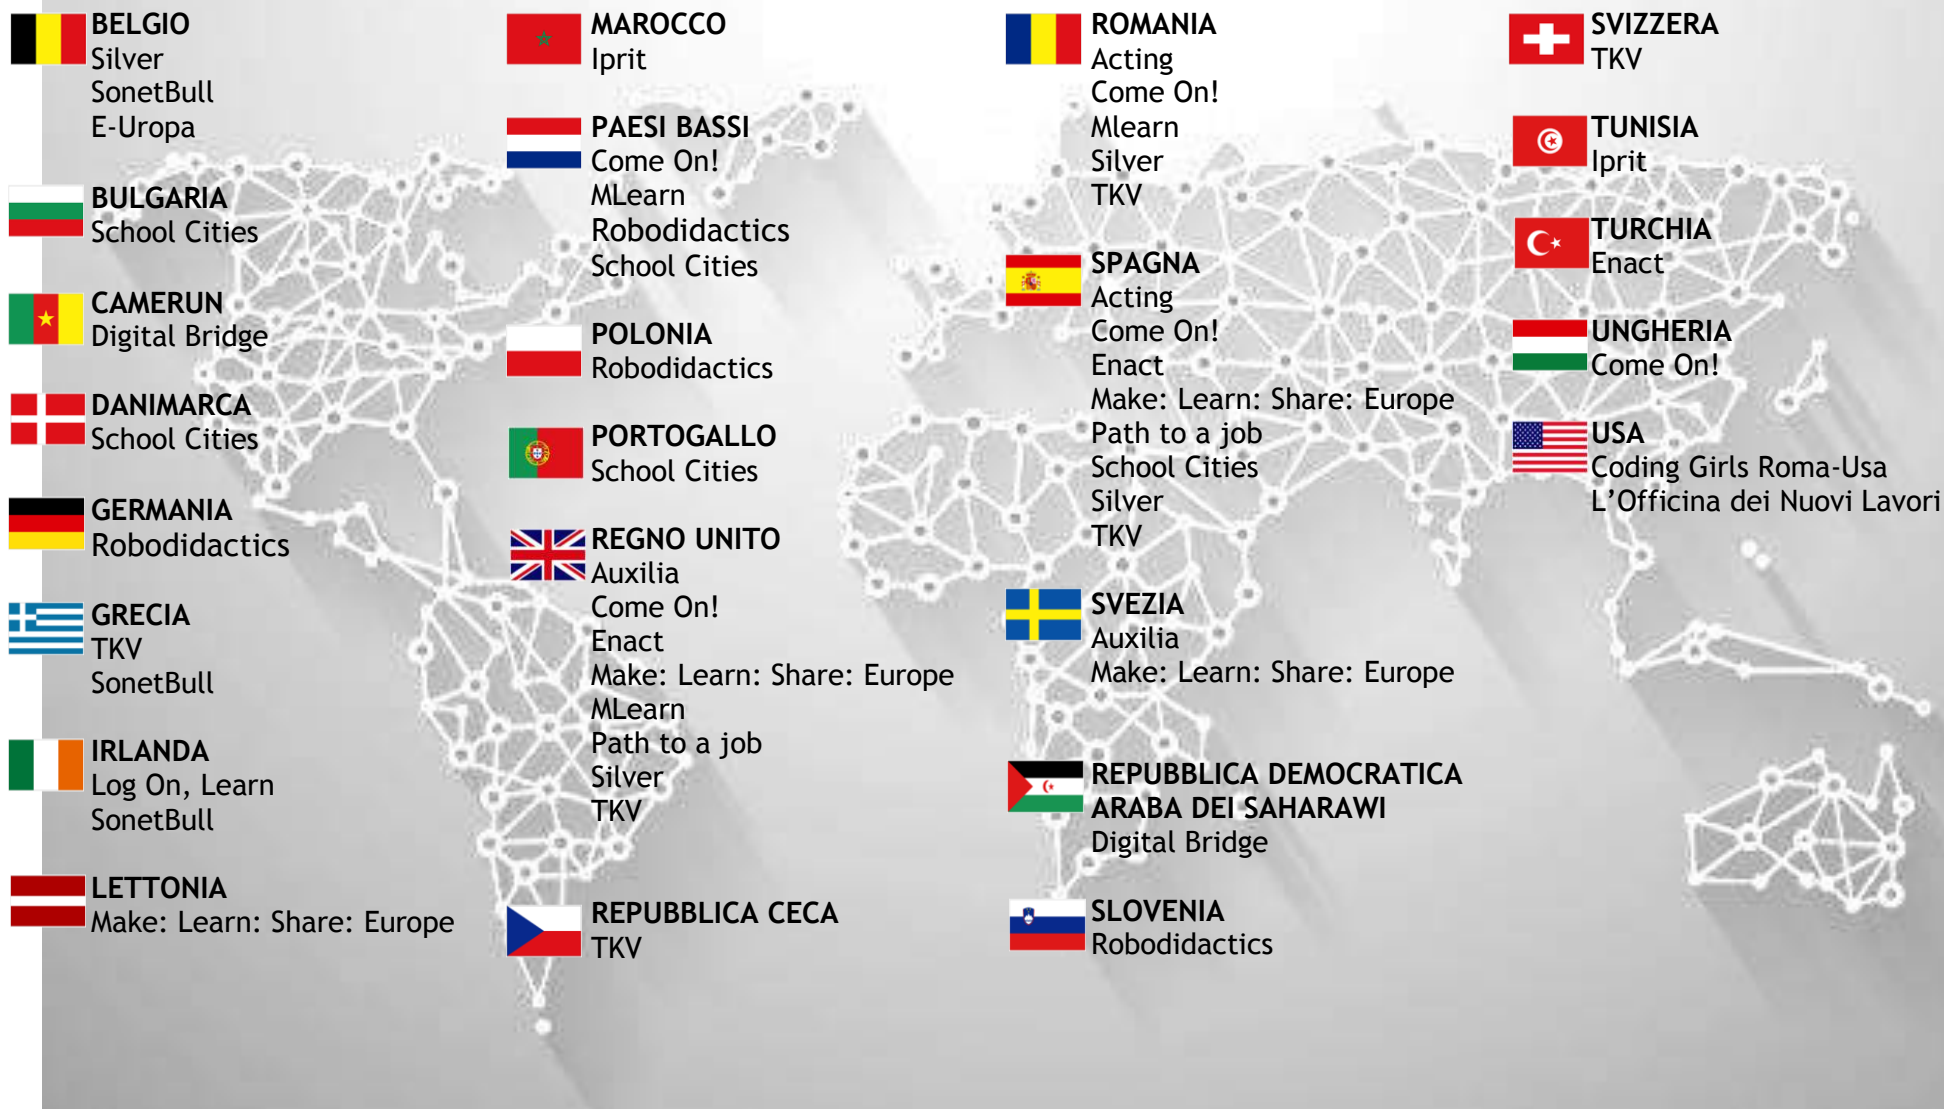 BELGIO
Silver
SonetBull
E-Uropa
BULGARIA
School Cities
CAMERUN
Digital Bridge
DANIMARCA
School Cities
GERMANIA
Robodidactics
GRECIA
TKV
SonetBull
IRLANDA
Log On, Learn
SonetBull
LETTONIA
Make: Learn: Share: Europe
MAROCCO
Iprit
PAESI BASSI
Come On!
MLearn
Robodidactics
School Cities
POLONIA
Robodidactics
PORTOGALLO
School Cities
REGNO UNITO
Auxilia
Come On!
Enact
Make: Learn: Share: Europe
MLearn
Path to a job
Silver
TKV
REPUBBLICA CECA
TKV
ROMANIA
Acting
Come On!
Mlearn
Silver
TKV
SPAGNA
Acting
Come On!
Enact
Make: Learn: Share: Europe
Path to a job
School Cities
Silver
TKV
SVEZIA
Auxilia
Make: Learn: Share: Europe
REPUBBLICA DEMOCRATICA
ARABA DEI SAHARAWI
Digital Bridge
SLOVENIA
Robodidactics
SVIZZERA
TKV
TUNISIA
Iprit
TURCHIA
Enact
UNGHERIA
Come On!
USA
Coding Girls Roma-Usa
L’Officina dei Nuovi Lavori